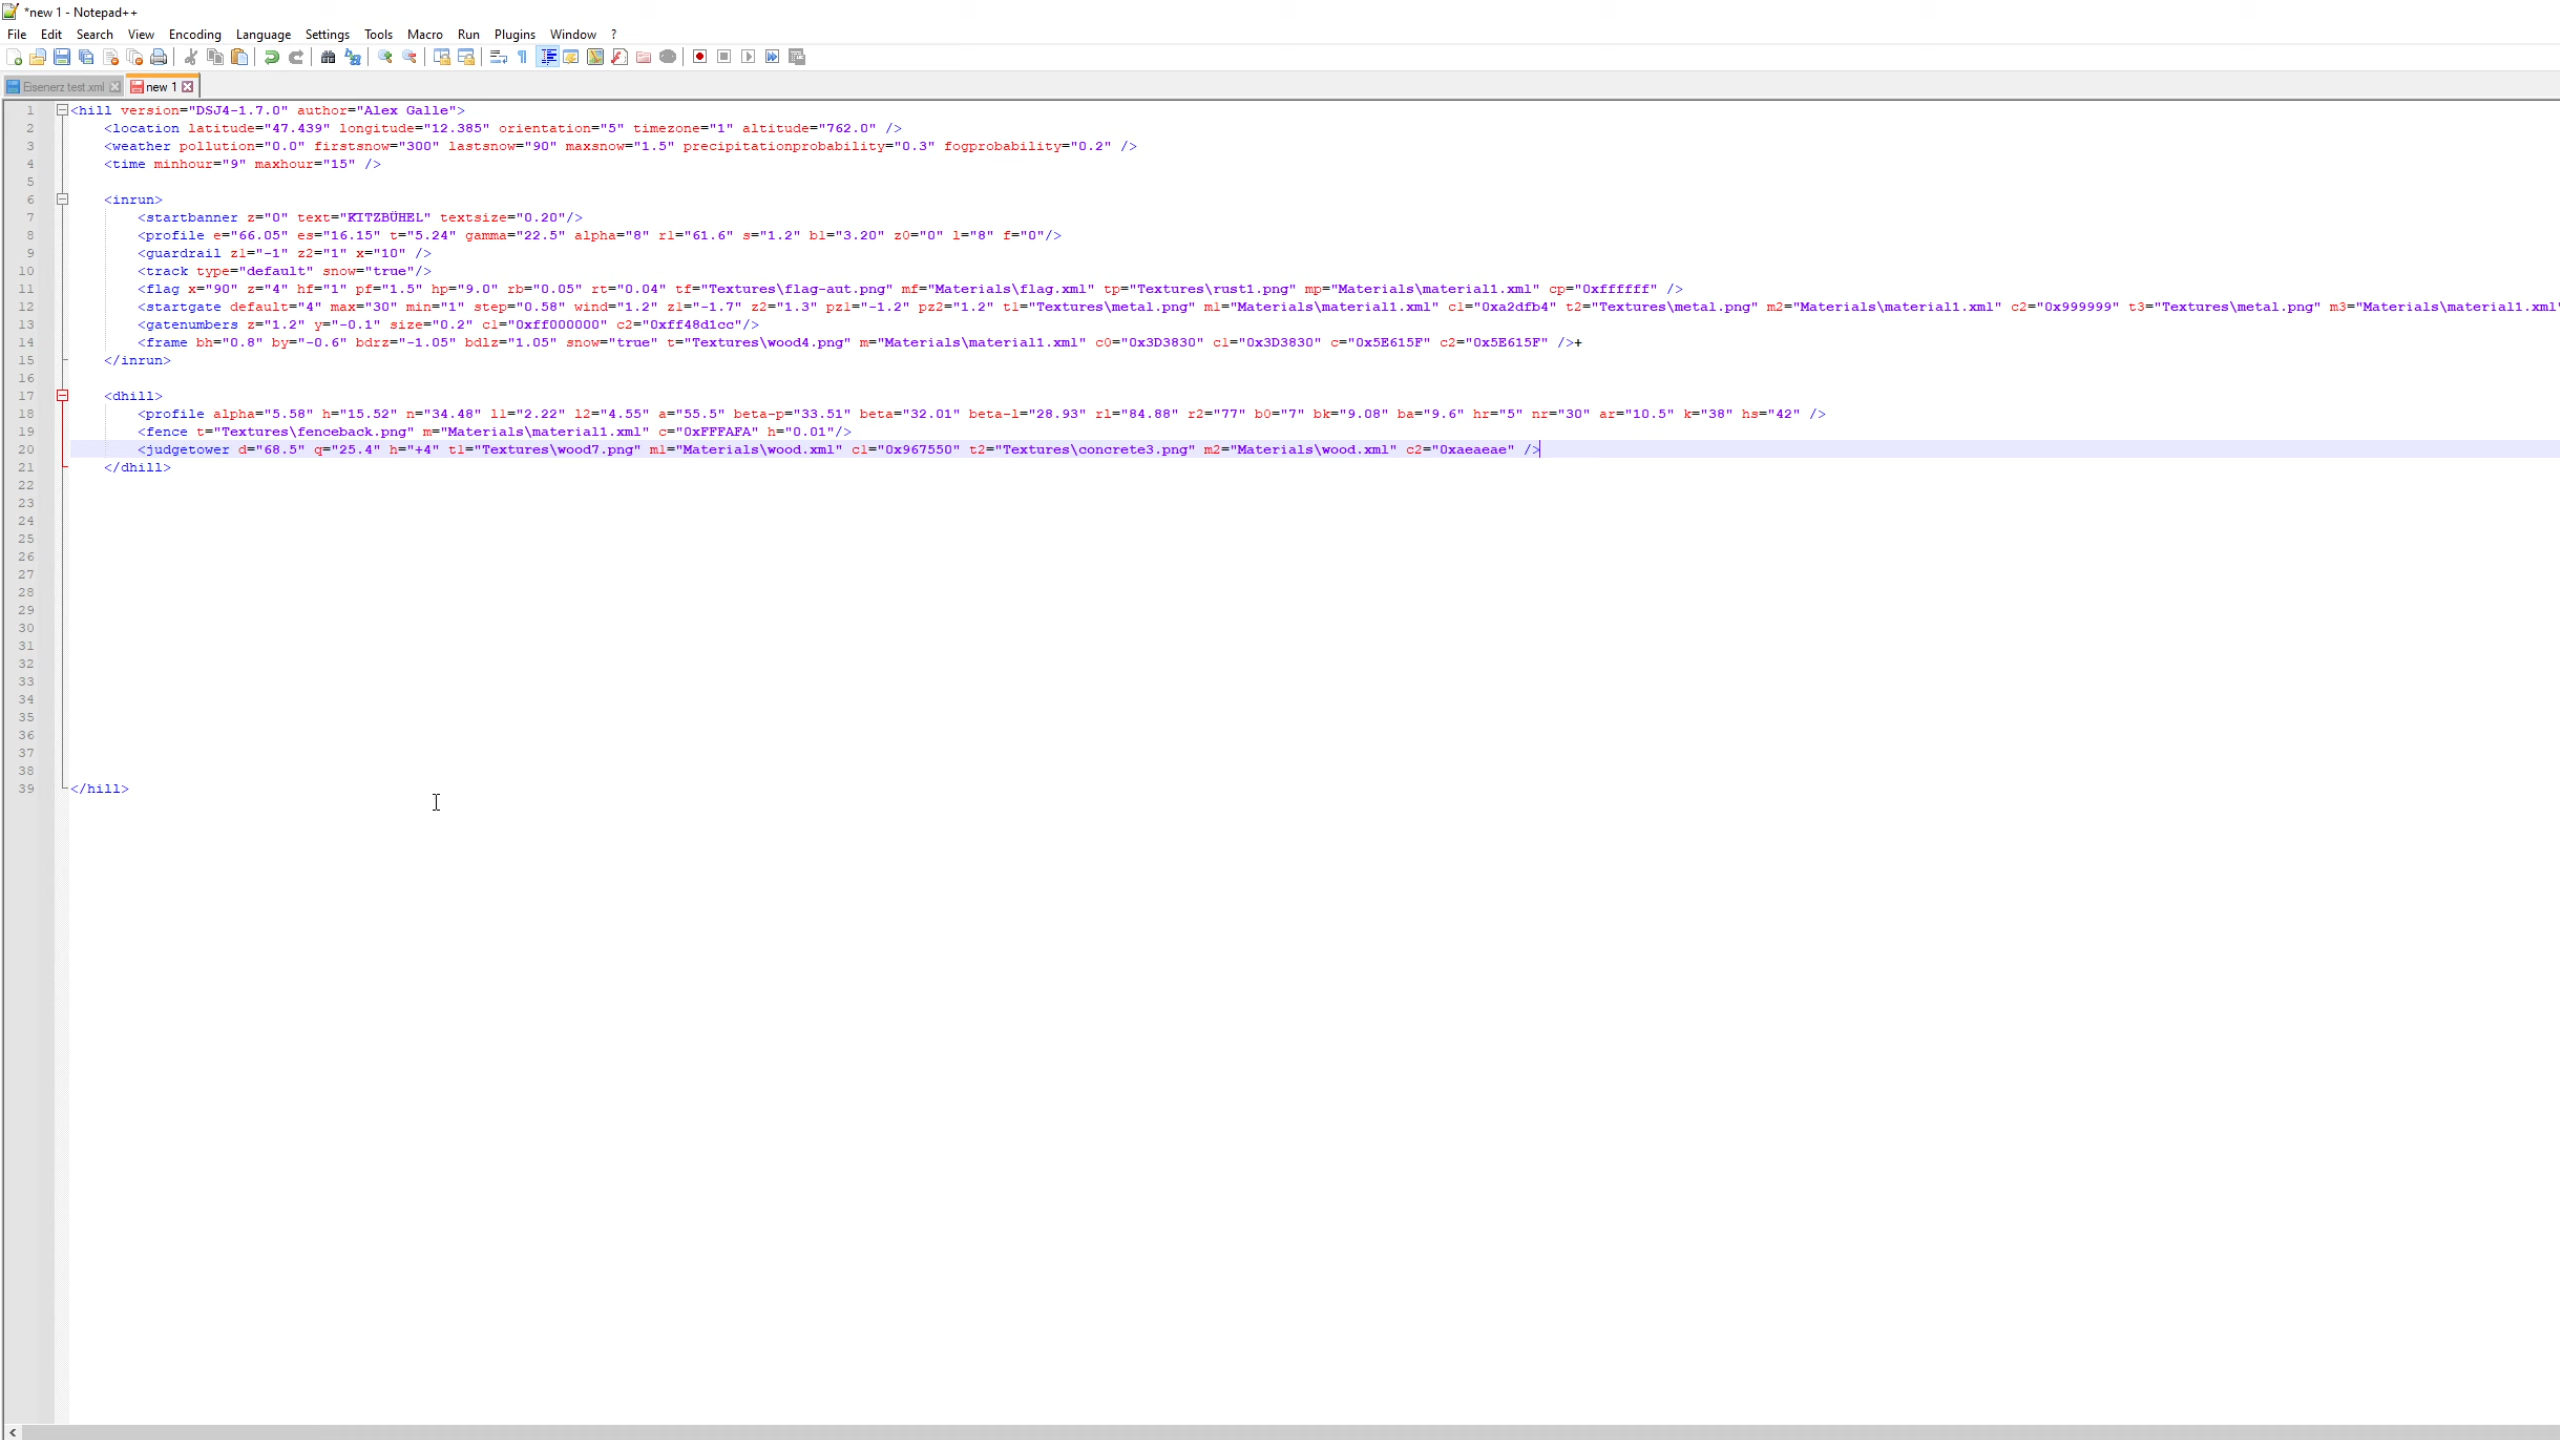 *new 1 - Notepad++
File Edit Search View Encoding Language Settings Tools Macro Run Plugins Window ?
Eisenerz test.xml new 1
1 <hill version="DSJ4-1.7.0" author="Alex Galle">
2 <location latitude="47.439" longitude="12.385" orientation="5" timezone="1" altitude="762.0" />
3 <weather pollution="0.0" firstsnow="300" lastsnow="90" maxsnow="1.5" precipitationprobability="0.3" fogprobability="0.2" />
4 <time minhour="9" maxhour="15" />
5
6 <inrun>
7 <startbanner z="0" text="KITZBÜHEL" textsize="0.20"/>
8 <profile e="66.05" es="16.15" t="5.24" gamma="22.5" alpha="8" r1="61.6" s="1.2" b1="3.20" z0="0" l="8" f="0"/>
9 <guardrail z1="-1" z2="1" x="10" />
10 <track type="default" snow="true"/>
11 <flag x="90" z="4" hf="1" pf="1.5" hp="9.0" rb="0.05" rt="0.04" tf="Textures\flag-aut.png" mf="Materials\flag.xml" tp="Textures\rust1.png" mp="Materials\material1.xml" cp="0xffffff" />
12 <startgate default="4" max="30" min="1" step="0.58" wind="1.2" z1="-1.7" z2="1.3" pz1="-1.2" pz2="1.2" t1="Textures\metal.png" m1="Materials\material1.xml" c1="0xa2dfb4" t2="Textures\metal.png" m2="Materials\material1.xml" c2="0x999999" t3="Textures\metal.png" m3="Materials\material1.xml"
13 <gatenumbers z="1.2" y="-0.1" size="0.2" c1="0xff000000" c2="0xff48d1cc"/>
14 <frame bh="0.8" by="-0.6" bdrz="-1.05" bdlz="1.05" snow="true" t="Textures\wood4.png" m="Materials\material1.xml" c0="0x3D3830" c1="0x3D3830" c="0x5E615F" c2="0x5E615F" />+
15 </inrun>
16
17 <dhill>
18 <profile alpha="5.58" h="15.52" n="34.48" l1="2.22" l2="4.55" a="55.5" beta-p="33.51" beta="32.01" beta-l="28.93" rl="84.88" r2="77" b0="7" bk="9.08" ba="9.6" hr="5" nr="30" ar="10.5" k="38" hs="42" />
19 <fence t="Textures\fenceback.png" m="Materials\material1.xml" c="0xFFFAFA" h="0.01"/>
20 <judgetower d="68.5" q="25.4" h="+4" t1="Textures\wood7.png" m1="Materials\wood.xml" c1="0x967550" t2="Textures\concrete3.png" m2="Materials\wood.xml" c2="0xaeaeae" />
21 </dhill>
22
23
24
25
26
27
28
29
30
31
32
33
34
35
36
37
38
39 </hill>